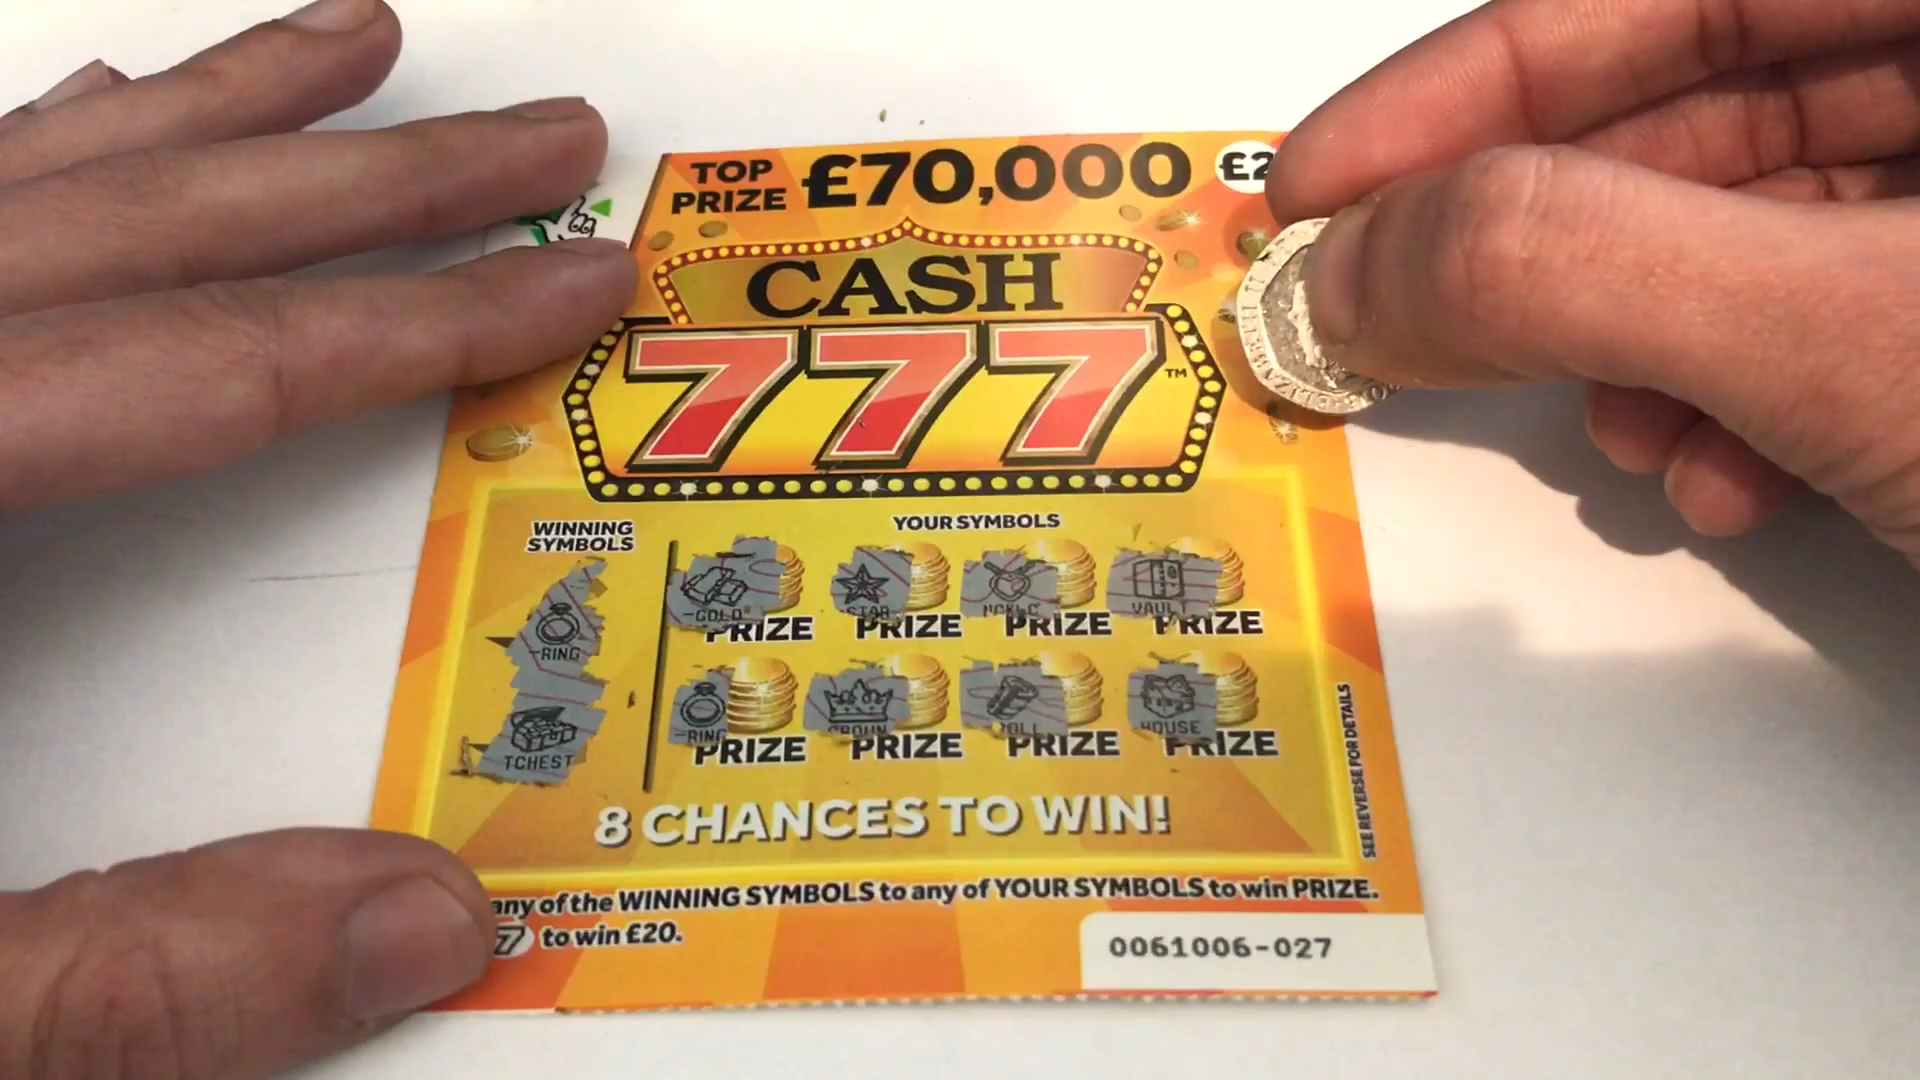 TOP PRIZE £70,000 £2
CASH
777™
WINNING SYMBOLS
YOUR SYMBOLS
GOLD STAR VAULT
PRIZE PRIZE PRIZE PRIZE
RING
RING CROWN HOUSE
PRIZE PRIZE PRIZE PRIZE
TCHEST
8 CHANCES TO WIN!
SEE REVERSE FOR DETAILS
any of the WINNING SYMBOLS to any of YOUR SYMBOLS to win PRIZE.
7 to win £20.
0061006-027